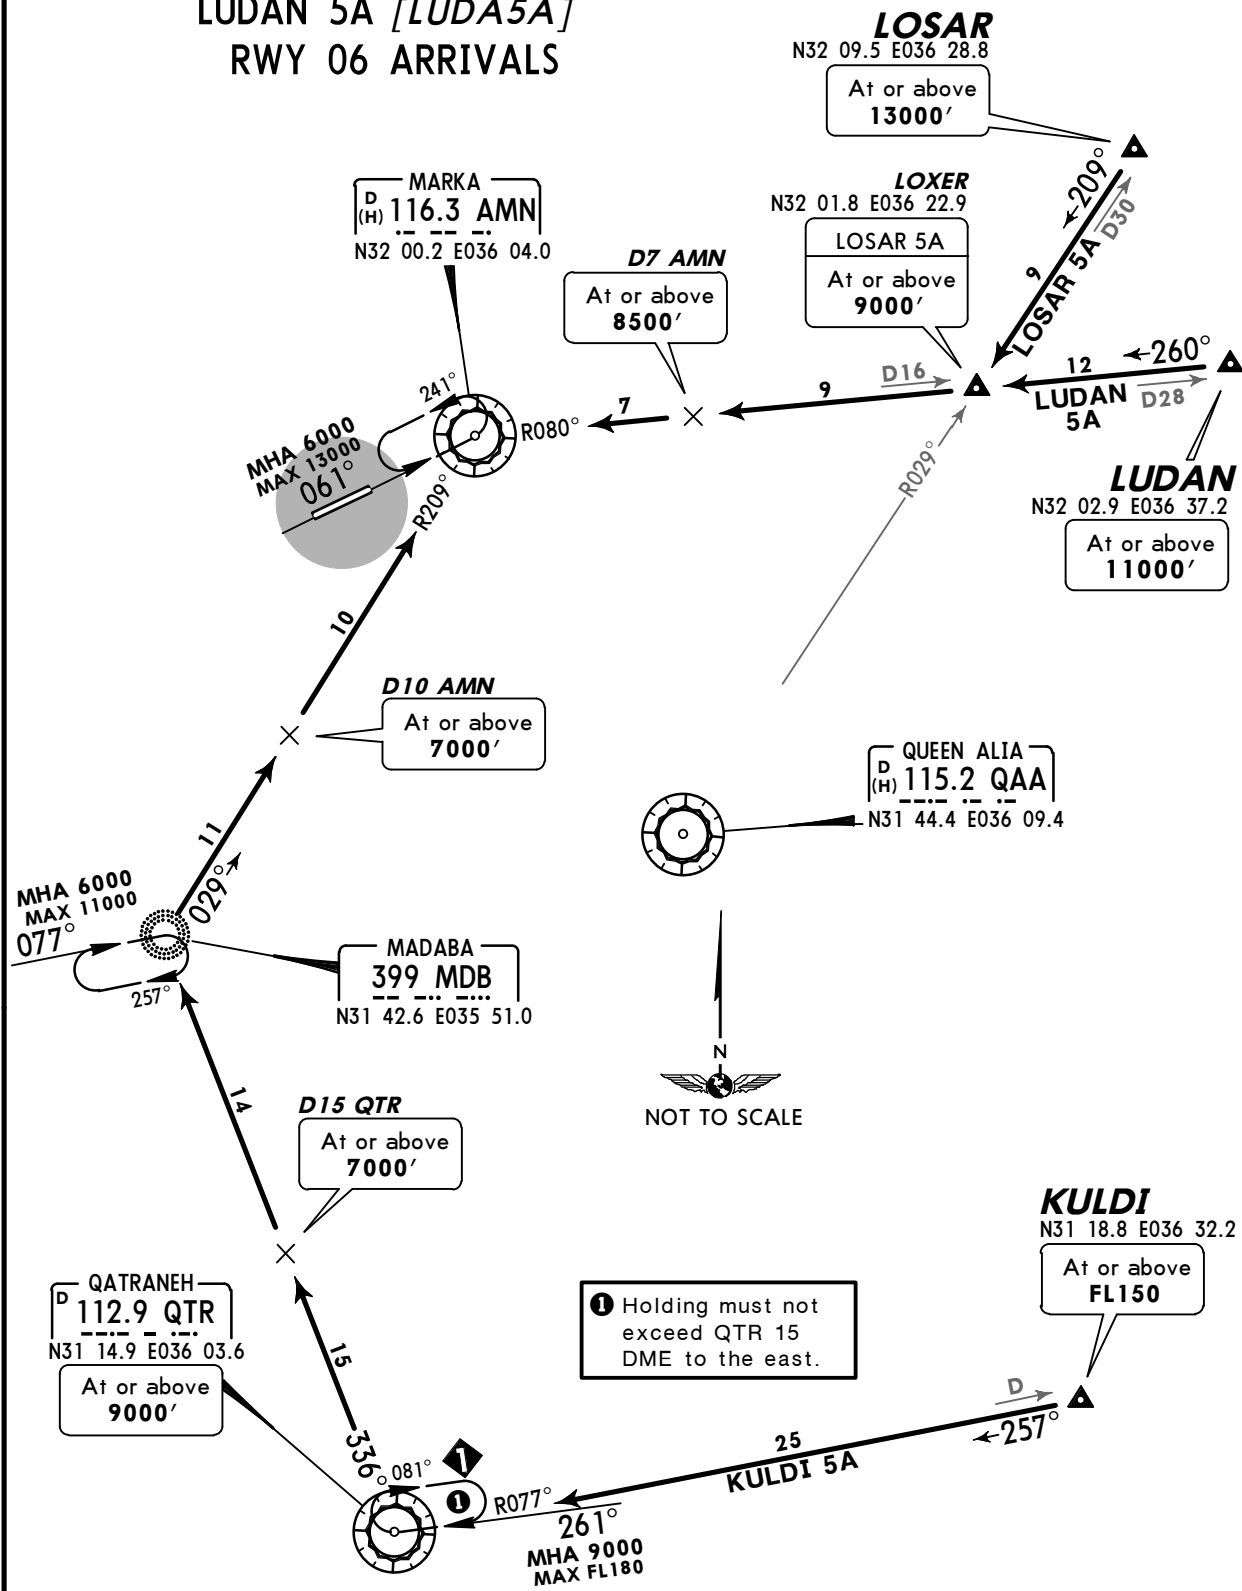 LUDAN 5A [LUDA5A]
RWY 06 ARRIVALS
LOSAR
N32 09.5 E036 28.8
At or above
13000′
209°
D30
9
LOSAR 5A
MARKA
D
(H) 116.3 AMN
N32 00.2 E036 04.0
LOXER
N32 01.8 E036 22.9
LOSAR 5A
At or above
9000′
D7 AMN
At or above
8500′
260°
12
LUDAN
5A
D28
D16
9
7
R080°
241°
MHA 6000
MAX 13000
061°
R209°
R029°
LUDAN
N32 02.9 E036 37.2
At or above
11000′
10
D10 AMN
At or above
7000′
QUEEN ALIA
D
(H) 115.2 QAA
N31 44.4 E036 09.4
11
029°
MHA 6000
MAX 11000
077°
257°
MADABA
399 MDB
N31 42.6 E035 51.0
N
NOT TO SCALE
14
D15 QTR
At or above
7000′
KULDI
N31 18.8 E036 32.2
At or above
FL150
QATRANEH
D 112.9 QTR
N31 14.9 E036 03.6
At or above
9000′
15
1 Holding must not
exceed QTR 15
DME to the east.
D
257°
25
KULDI 5A
336°
081°
1
1
R077°
261°
MHA 9000
MAX FL180